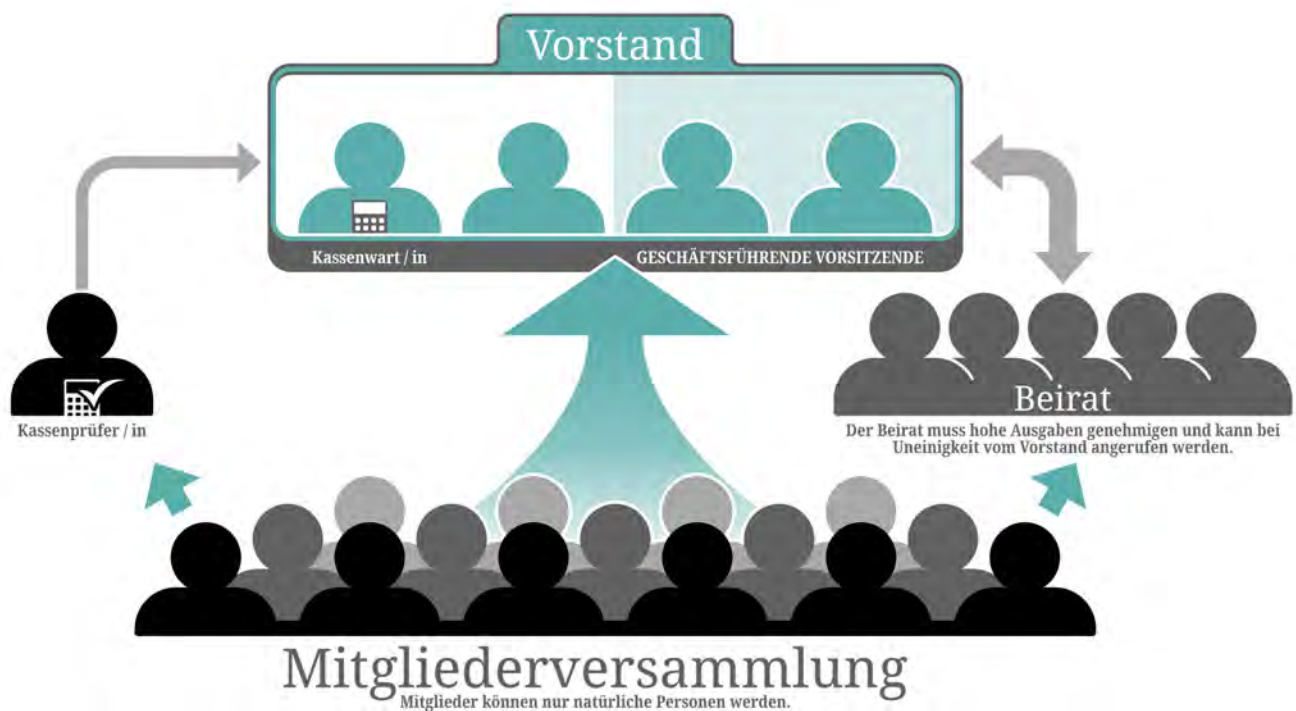 Vorstand
Kassenwart / in
GESCHÄFTSFÜHRENDE VORSITZENDE
Kassenprüfer / in
Beirat
Der Beirat muss hohe Ausgaben genehmigen und kann bei
Uneinigkeit vom Vorstand angerufen werden.
Mitgliederversammlung
Mitglieder können nur natürliche Personen werden.